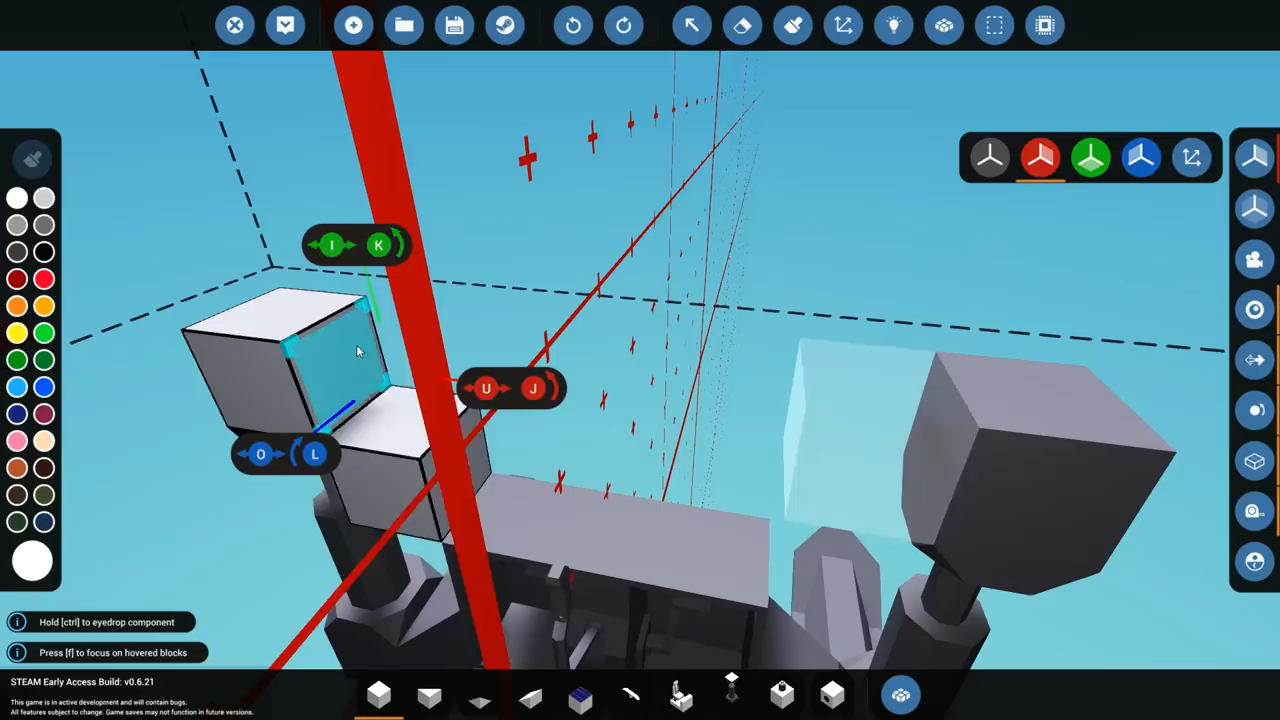 I K
U J
O L
Hold [ctrl] to eyedrop component
Press [f] to focus on hovered blocks
STEAM Early Access Build: v0.6.21
This game is in active development and will contain bugs.
All features subject to change. Game saves may not function in future versions.